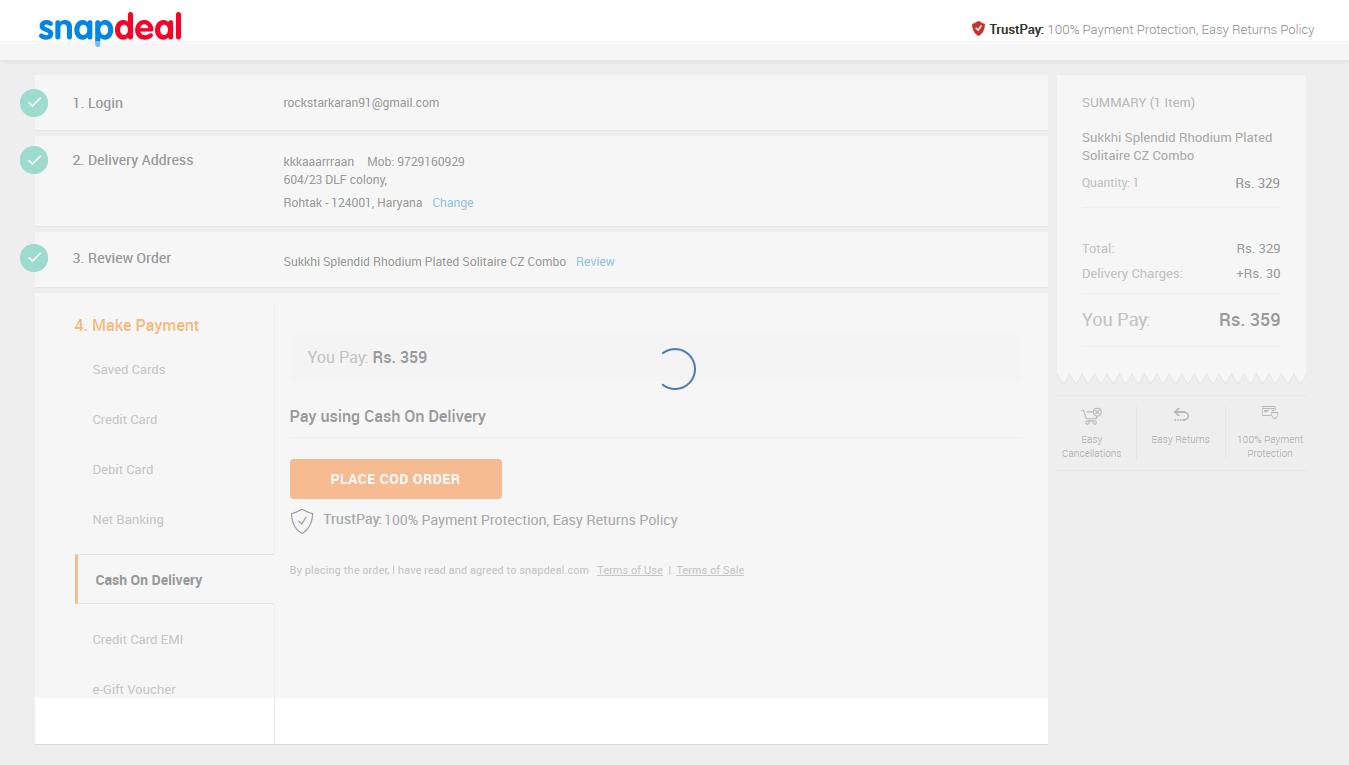 snapdeal
TrustPay: 100% Payment Protection, Easy Returns Policy
1. Login
rockstarkaran91@gmail.com
2. Delivery Address
kkkaaarrraan Mob: 9729160929
604/23 DLF colony,
Rohtak - 124001, Haryana Change
3. Review Order
Sukkhi Splendid Rhodium Plated Solitaire CZ Combo Review
4. Make Payment
Saved Cards
Credit Card
Debit Card
Net Banking
Cash On Delivery
Credit Card EMI
e-Gift Voucher
You Pay: Rs. 359
Pay using Cash On Delivery
PLACE COD ORDER
TrustPay: 100% Payment Protection, Easy Returns Policy
By placing the order, I have read and agreed to snapdeal.com Terms of Use | Terms of Sale
SUMMARY (1 Item)
Sukkhi Splendid Rhodium Plated
Solitaire CZ Combo
Quantity: 1 Rs. 329
Total: Rs. 329
Delivery Charges: +Rs. 30
You Pay: Rs. 359
Easy
Cancellations
Easy Returns
100% Payment
Protection